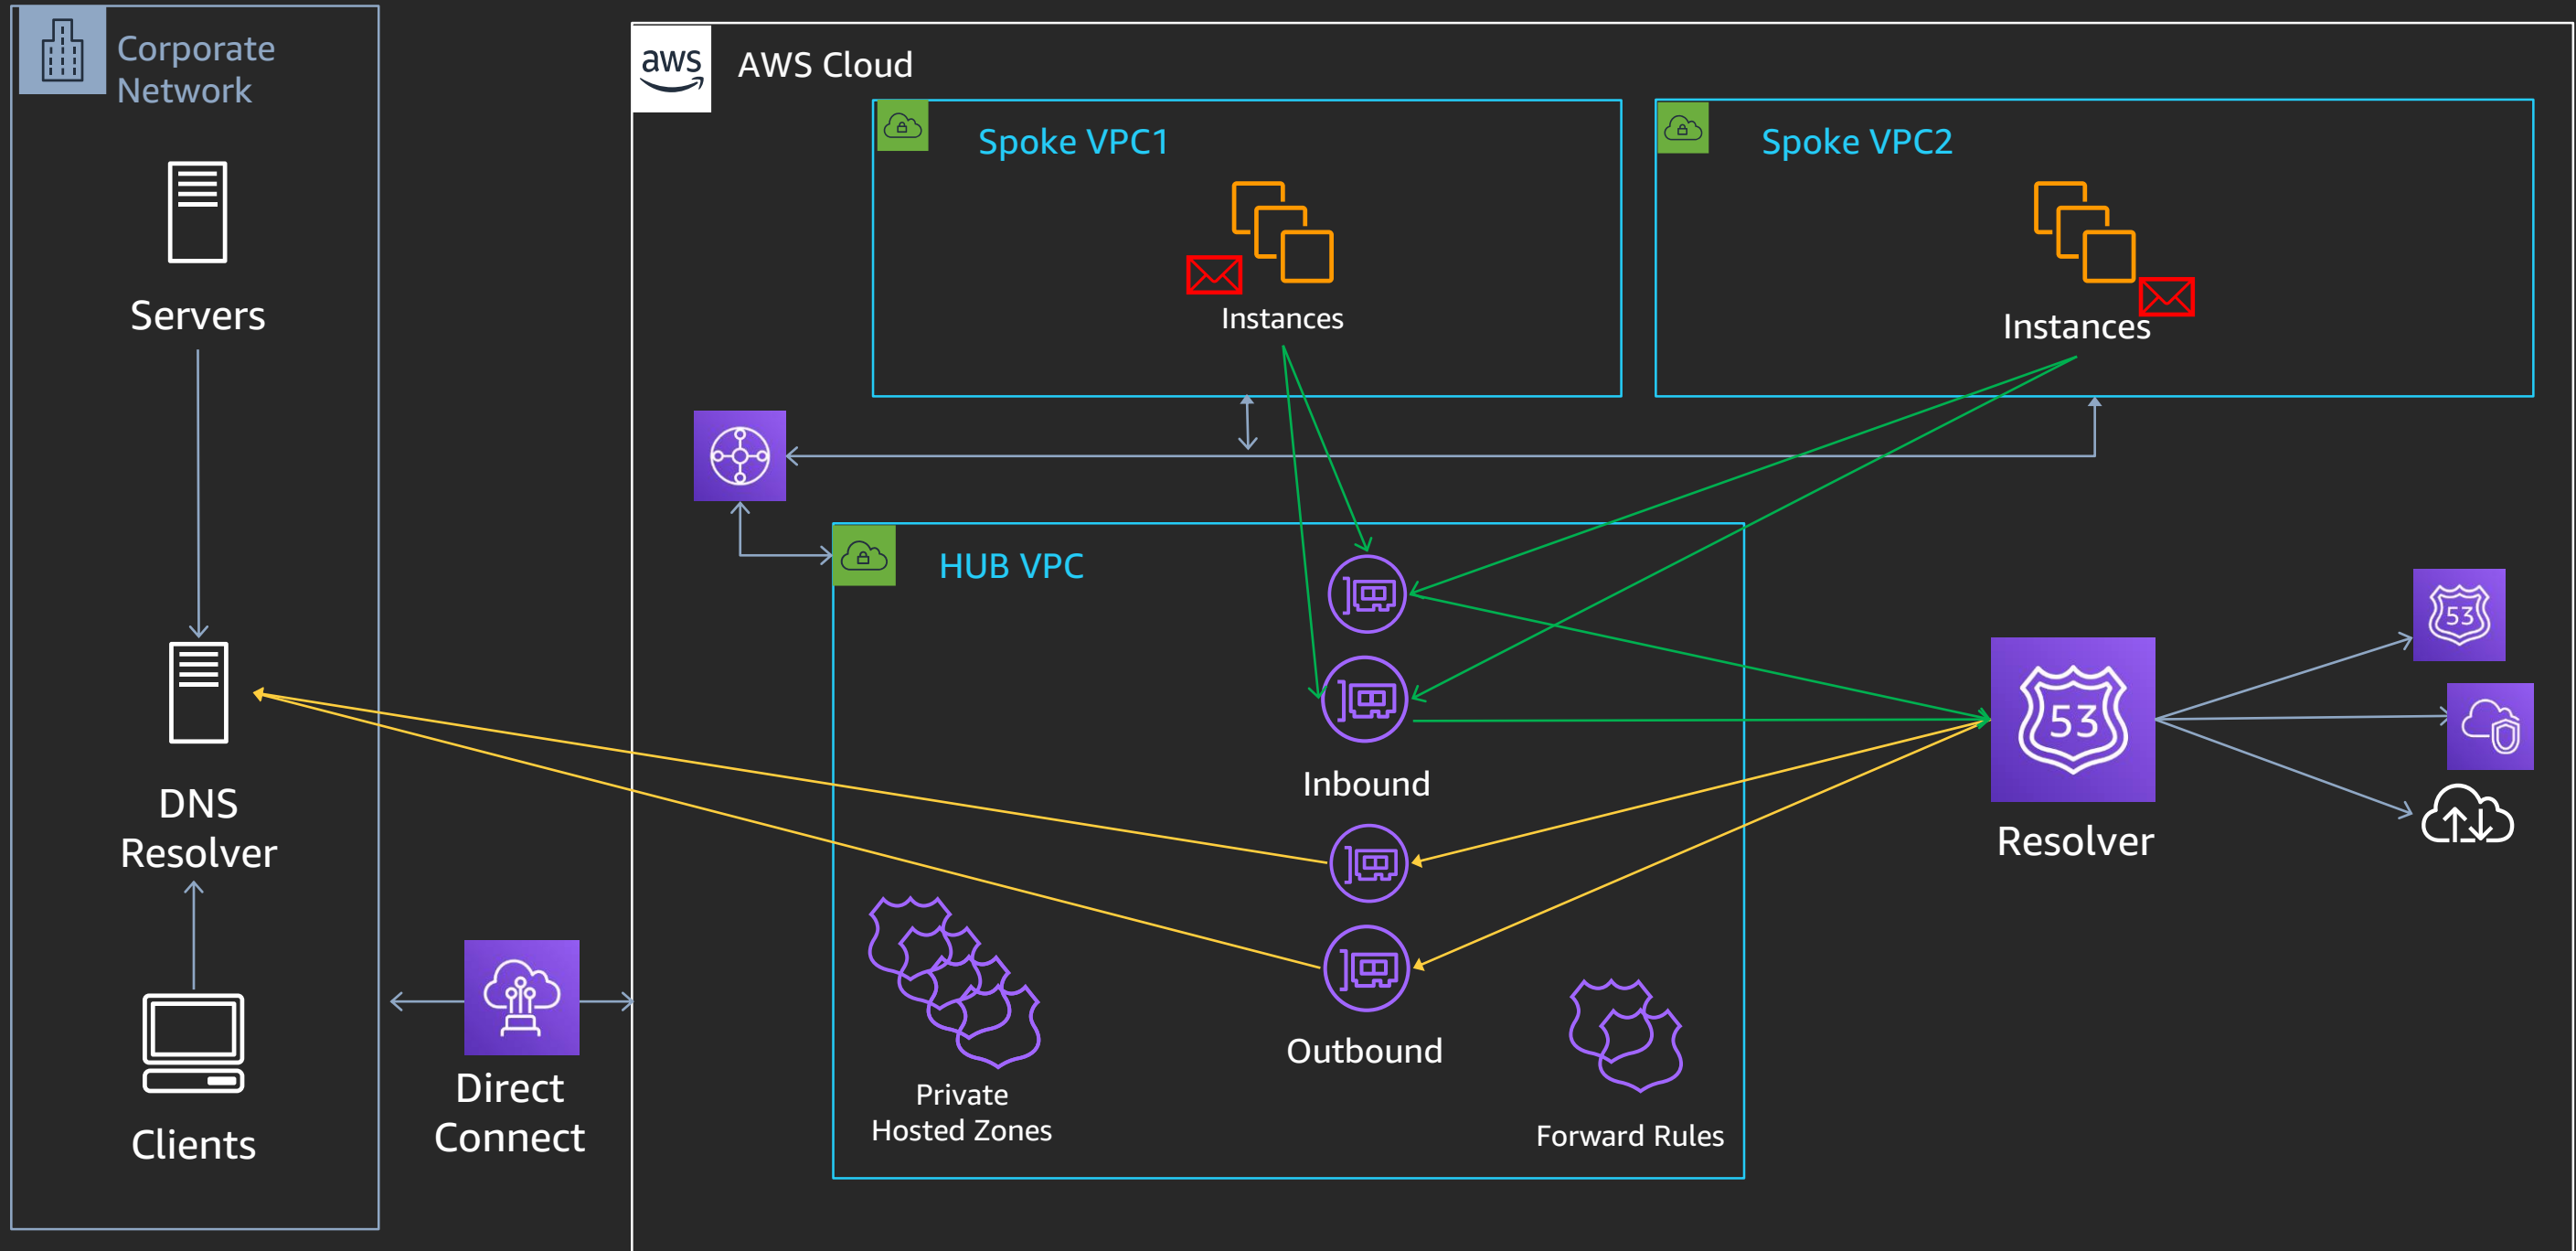 Corporate
Network
Servers
DNS
Resolver
Clients
Direct
Connect
aws
AWS Cloud
Spoke VPC1
Instances
Spoke VPC2
Instances
HUB VPC
Inbound
Outbound
Private
Hosted Zones
Forward Rules
53
Resolver
53